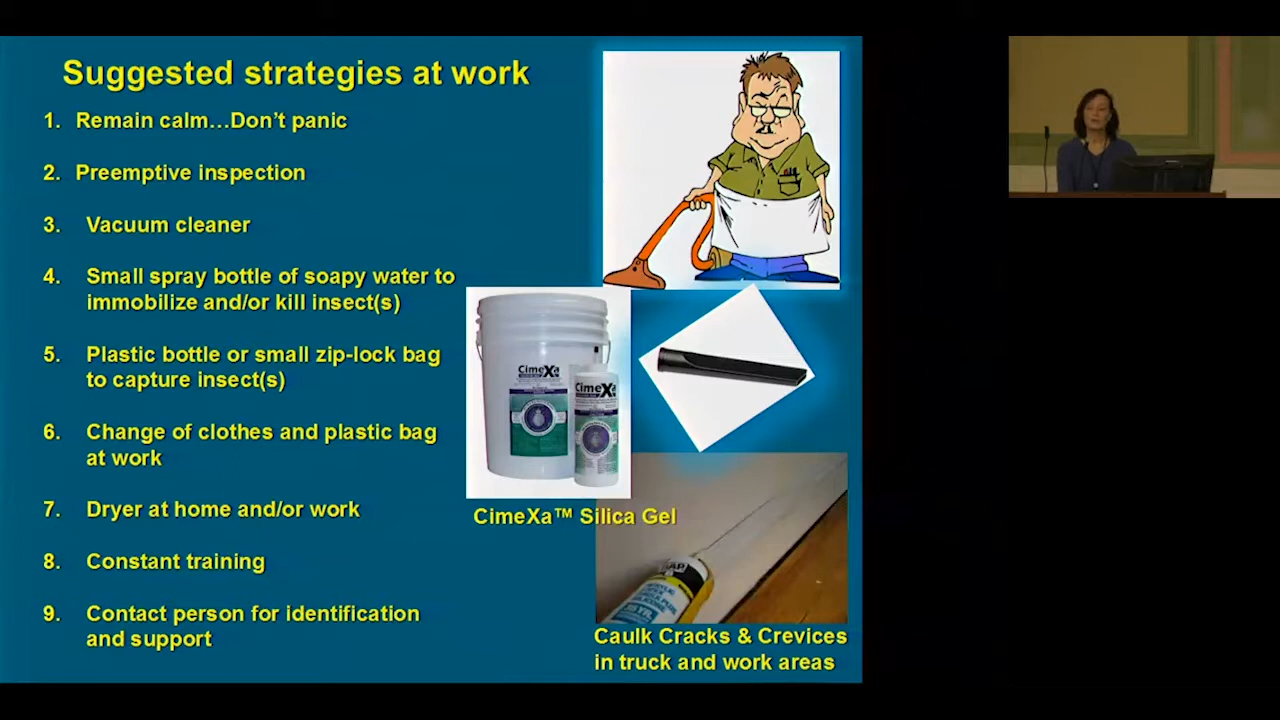 Suggested strategies at work
1. Remain calm…Don't panic
2. Preemptive inspection
3. Vacuum cleaner
4. Small spray bottle of soapy water to
immobilize and/or kill insect(s)
5. Plastic bottle or small zip-lock bag
to capture insect(s)
6. Change of clothes and plastic bag
at work
7. Dryer at home and/or work
8. Constant training
9. Contact person for identification
and support
CimeXa
CimeXa
CimeXa™ Silica Gel
Caulk Cracks & Crevices
in truck and work areas